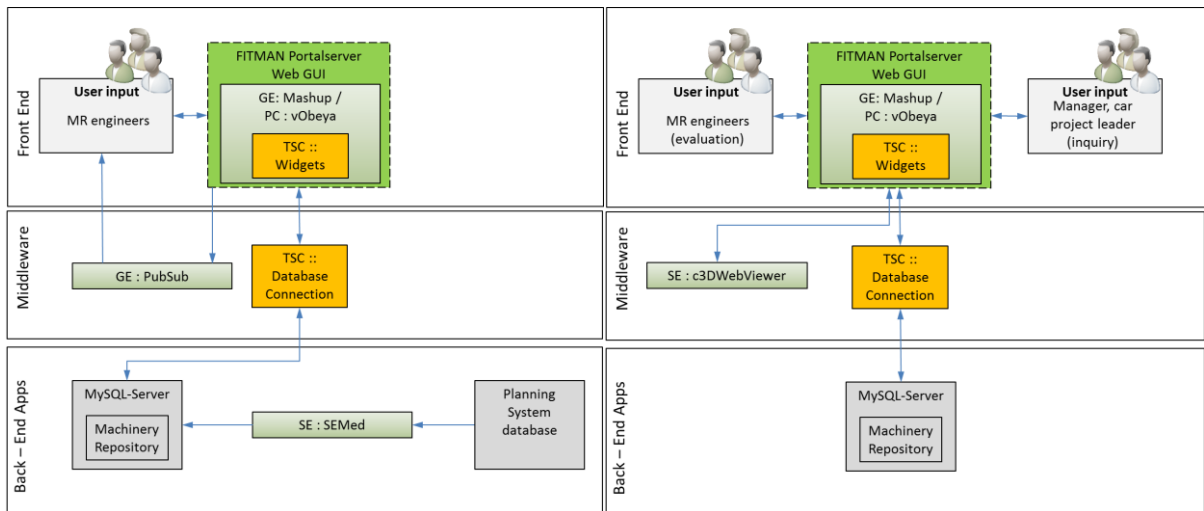 Front End
User input
MR engineers
FITMAN Portalserver
Web GUI
GE: Mashup /
PC : vObeya
TSC ::
Widgets
Middleware
GE : PubSub
TSC ::
Database
Connection
Back – End Apps
MySQL-Server
Machinery
Repository
SE : SEMed
Planning
System
database
Front End
User input
MR engineers
(evaluation)
FITMAN Portalserver
Web GUI
GE: Mashup /
PC : vObeya
TSC ::
Widgets
User input
Manager, car
project leader
(inquiry)
Middleware
SE : c3DWebViewer
TSC ::
Database
Connection
Back – End Apps
MySQL-Server
Machinery
Repository